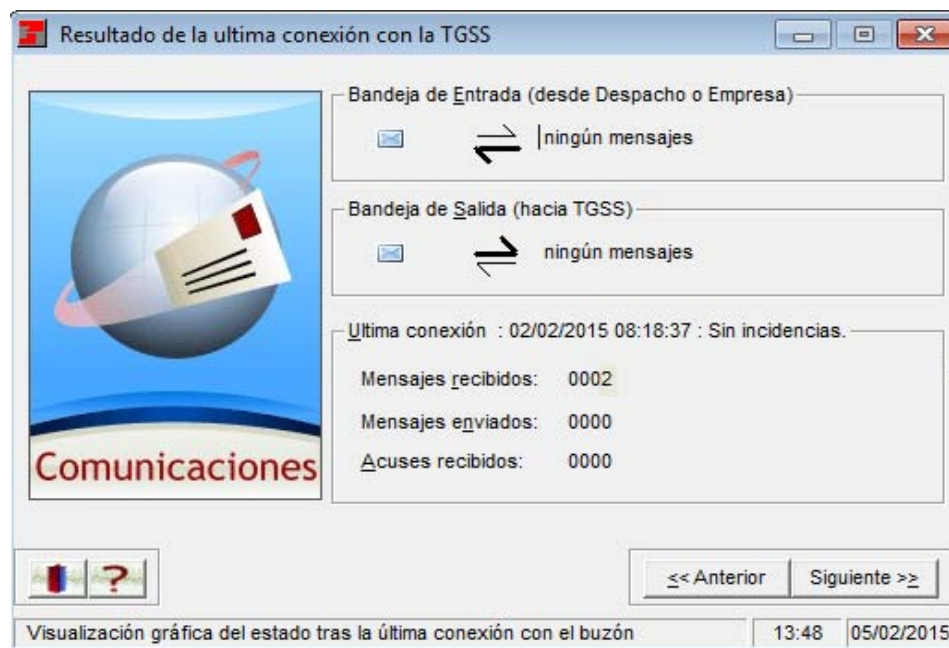 Resultado de la ultima conexión con la TGSS
Bandeja de Entrada (desde Despacho o Empresa)
ningún mensajes
Bandeja de Salida (hacia TGSS)
ningún mensajes
Ultima conexión : 02/02/2015 08:18:37 : Sin incidencias.
Mensajes recibidos: 0002
Mensajes enviados: 0000
Acuses recibidos: 0000
Comunicaciones
?
<< Anterior Siguiente >>
Visualización gráfica del estado tras la última conexión con el buzón 13:48 05/02/2015